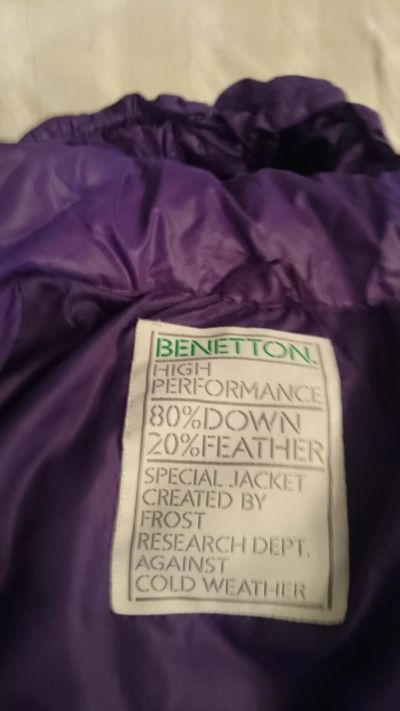 BENETTON.
HIGH
PERFORMANCE
80%DOWN
20%FEATHER
SPECIAL JACKET
CREATED BY
FROST
RESEARCH DEPT.
AGAINST
COLD WEATHER